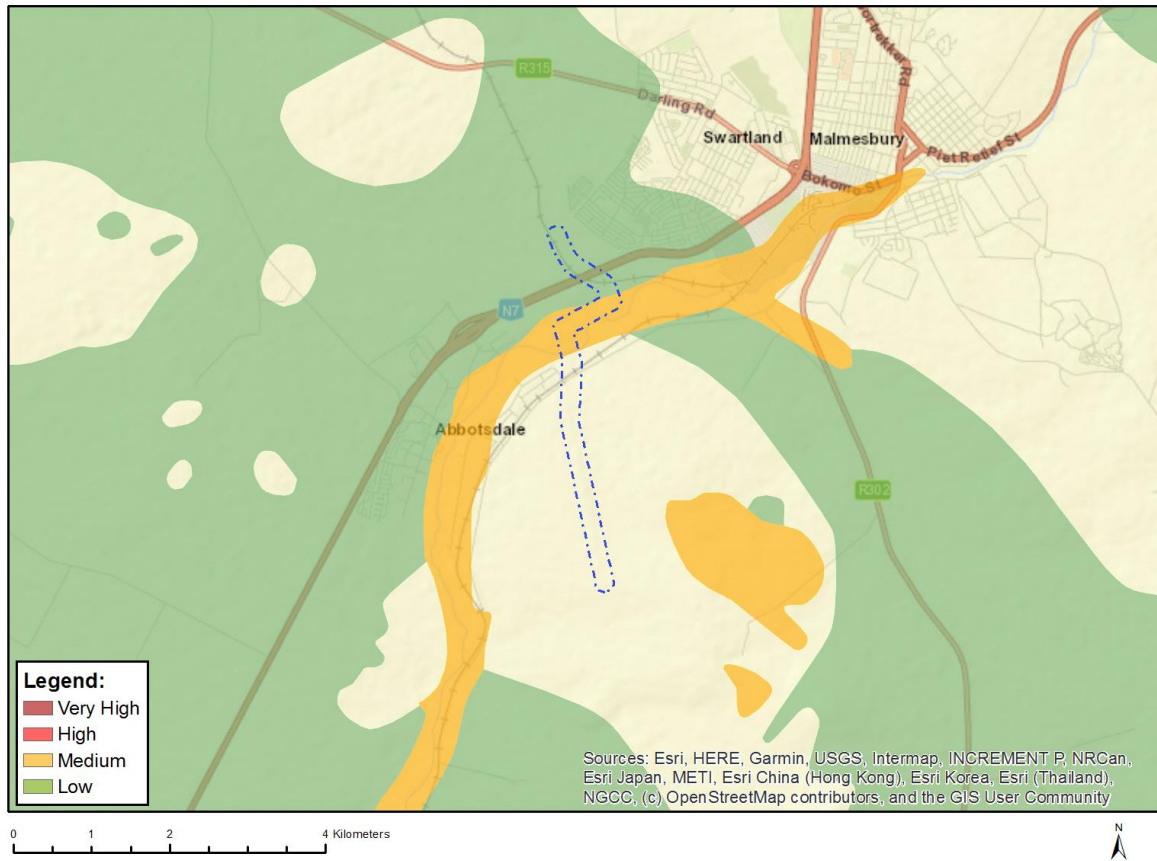 ortrekker Rd
R315
Darling Rd
Swartland
Malmesbury
Piet Retief St
Bokomo St
N7
Abbotsdale
R302
Legend:
Very High
High
Medium
Low
Sources: Esri, HERE, Garmin, USGS, Intermap, INCREMENT P, NRCan,
Esri Japan, METI, Esri China (Hong Kong), Esri Korea, Esri (Thailand),
NGCC, (c) OpenStreetMap contributors, and the GIS User Community
0 1 2 4 Kilometers
N